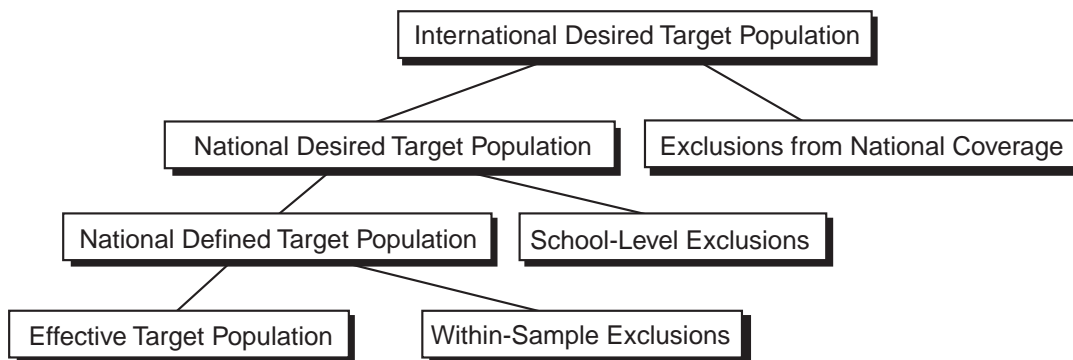 International Desired Target Population
National Desired Target Population
Exclusions from National Coverage
National Defined Target Population
School-Level Exclusions
Effective Target Population
Within-Sample Exclusions